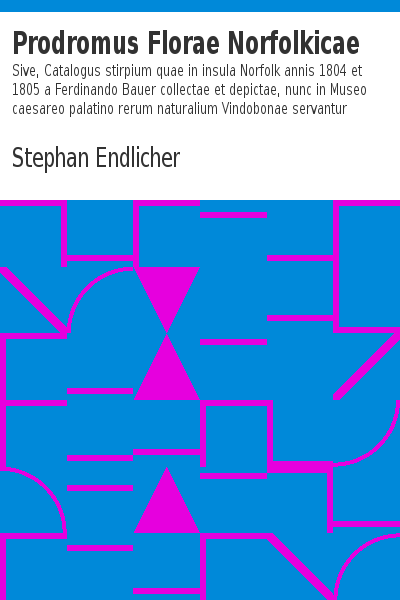 Prodromus Florae Norfolkicae
Sive, Catalogus stirpium quae in insula Norfolk annis 1804 et
1805 a Ferdinando Bauer collectae et depictae, nunc in Museo
caesareo palatino rerum naturalium Vindobonae servantur
Stephan Endlicher